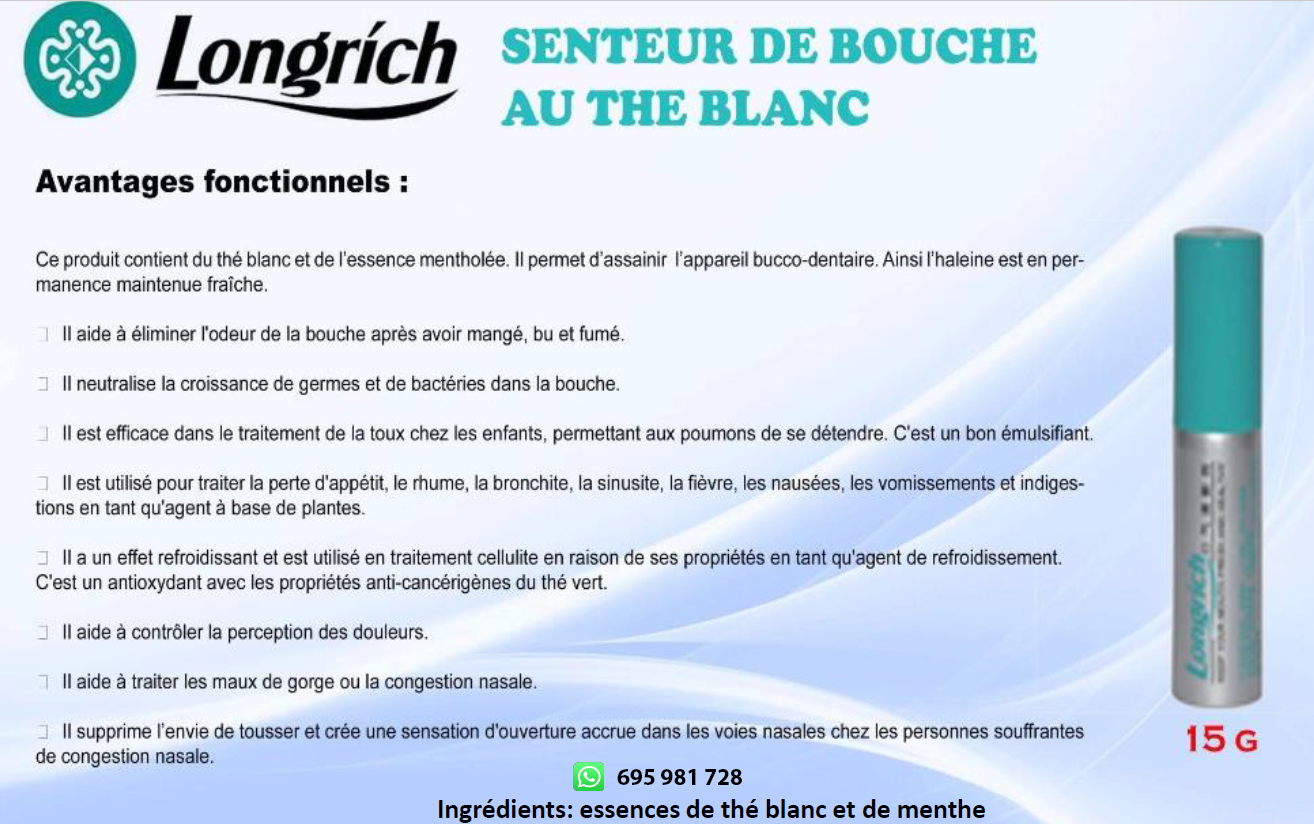 Longrích
SENTEUR DE BOUCHE
AU THE BLANC
Avantages fonctionnels :
Ce produit contient du thé blanc et de l'essence mentholée. Il permet d'assainir l'appareil bucco-dentaire. Ainsi l'haleine est en per-
manence maintenue fraîche.
Il aide à éliminer l'odeur de la bouche après avoir mangé, bu et fumé.
Il neutralise la croissance de germes et de bactéries dans la bouche.
Il est efficace dans le traitement de la toux chez les enfants, permettant aux poumons de se détendre. C'est un bon émulsifiant.
Il est utilisé pour traiter la perte d'appétit, le rhume, la bronchite, la sinusite, la fièvre, les nausées, les vomissements et indiges-
tions en tant qu'agent à base de plantes.
Il a un effet refroidissant et est utilisé en traitement cellulite en raison de ses propriétés en tant qu'agent de refroidissement.
C'est un antioxydant avec les propriétés anti-cancérigènes du thé vert.
Il aide à contrôler la perception des douleurs.
Il aide à traiter les maux de gorge ou la congestion nasale.
Il supprime l'envie de tousser et crée une sensation d'ouverture accrue dans les voies nasales chez les personnes souffrantes
de congestion nasale.
Longrich
15 G
695 981 728
Ingrédients: essences de thé blanc et de menthe